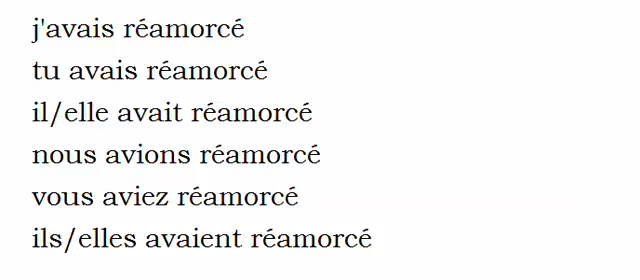 j'avais réamorcé
tu avais réamorcé
il/elle avait réamorcé
nous avions réamorcé
vous aviez réamorcé
ils/elles avaient réamorcé